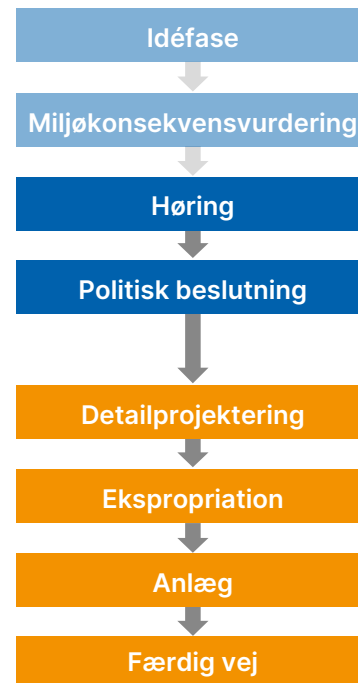 Idéfase
Miljøkonsekvensvurdering
Høring
Politisk beslutning
Detailprojektering
Ekspropriation
Anlæg
Færdig vej